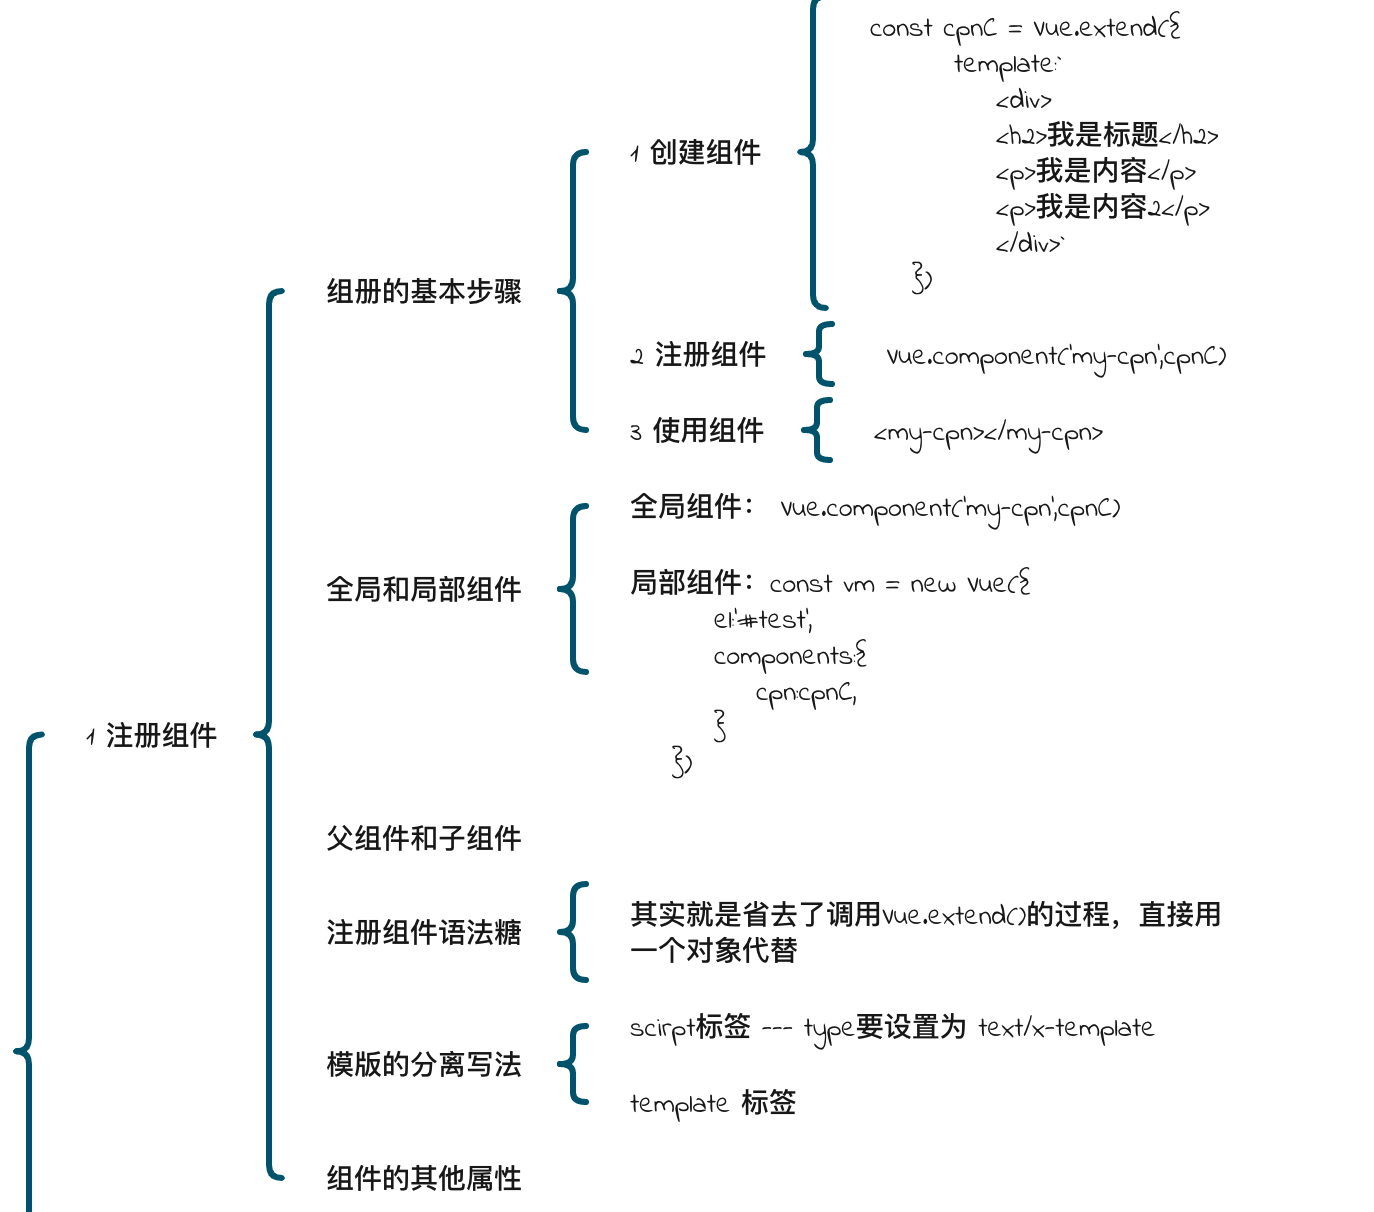 const cpnC = Vue.extend({
template:`
<div>
<h2>我是标题</h2>
<p>我是内容</p>
<p>我是内容2</p>
</div>`
})
1 创建组件
组册的基本步骤
2 注册组件
Vue.component('my-cpn',cpnC)
3 使用组件
<my-cpn></my-cpn>
全局组件： Vue.component('my-cpn',cpnC)
全局和局部组件
局部组件：const vm = new Vue({
el:'#test',
components:{
cpn:cpnC,
}
})
1 注册组件
父组件和子组件
注册组件语法糖
其实就是省去了调用Vue.extend()的过程，直接用
一个对象代替
模版的分离写法
scirpt标签 --- type要设置为 text/x-template
template 标签
组件的其他属性